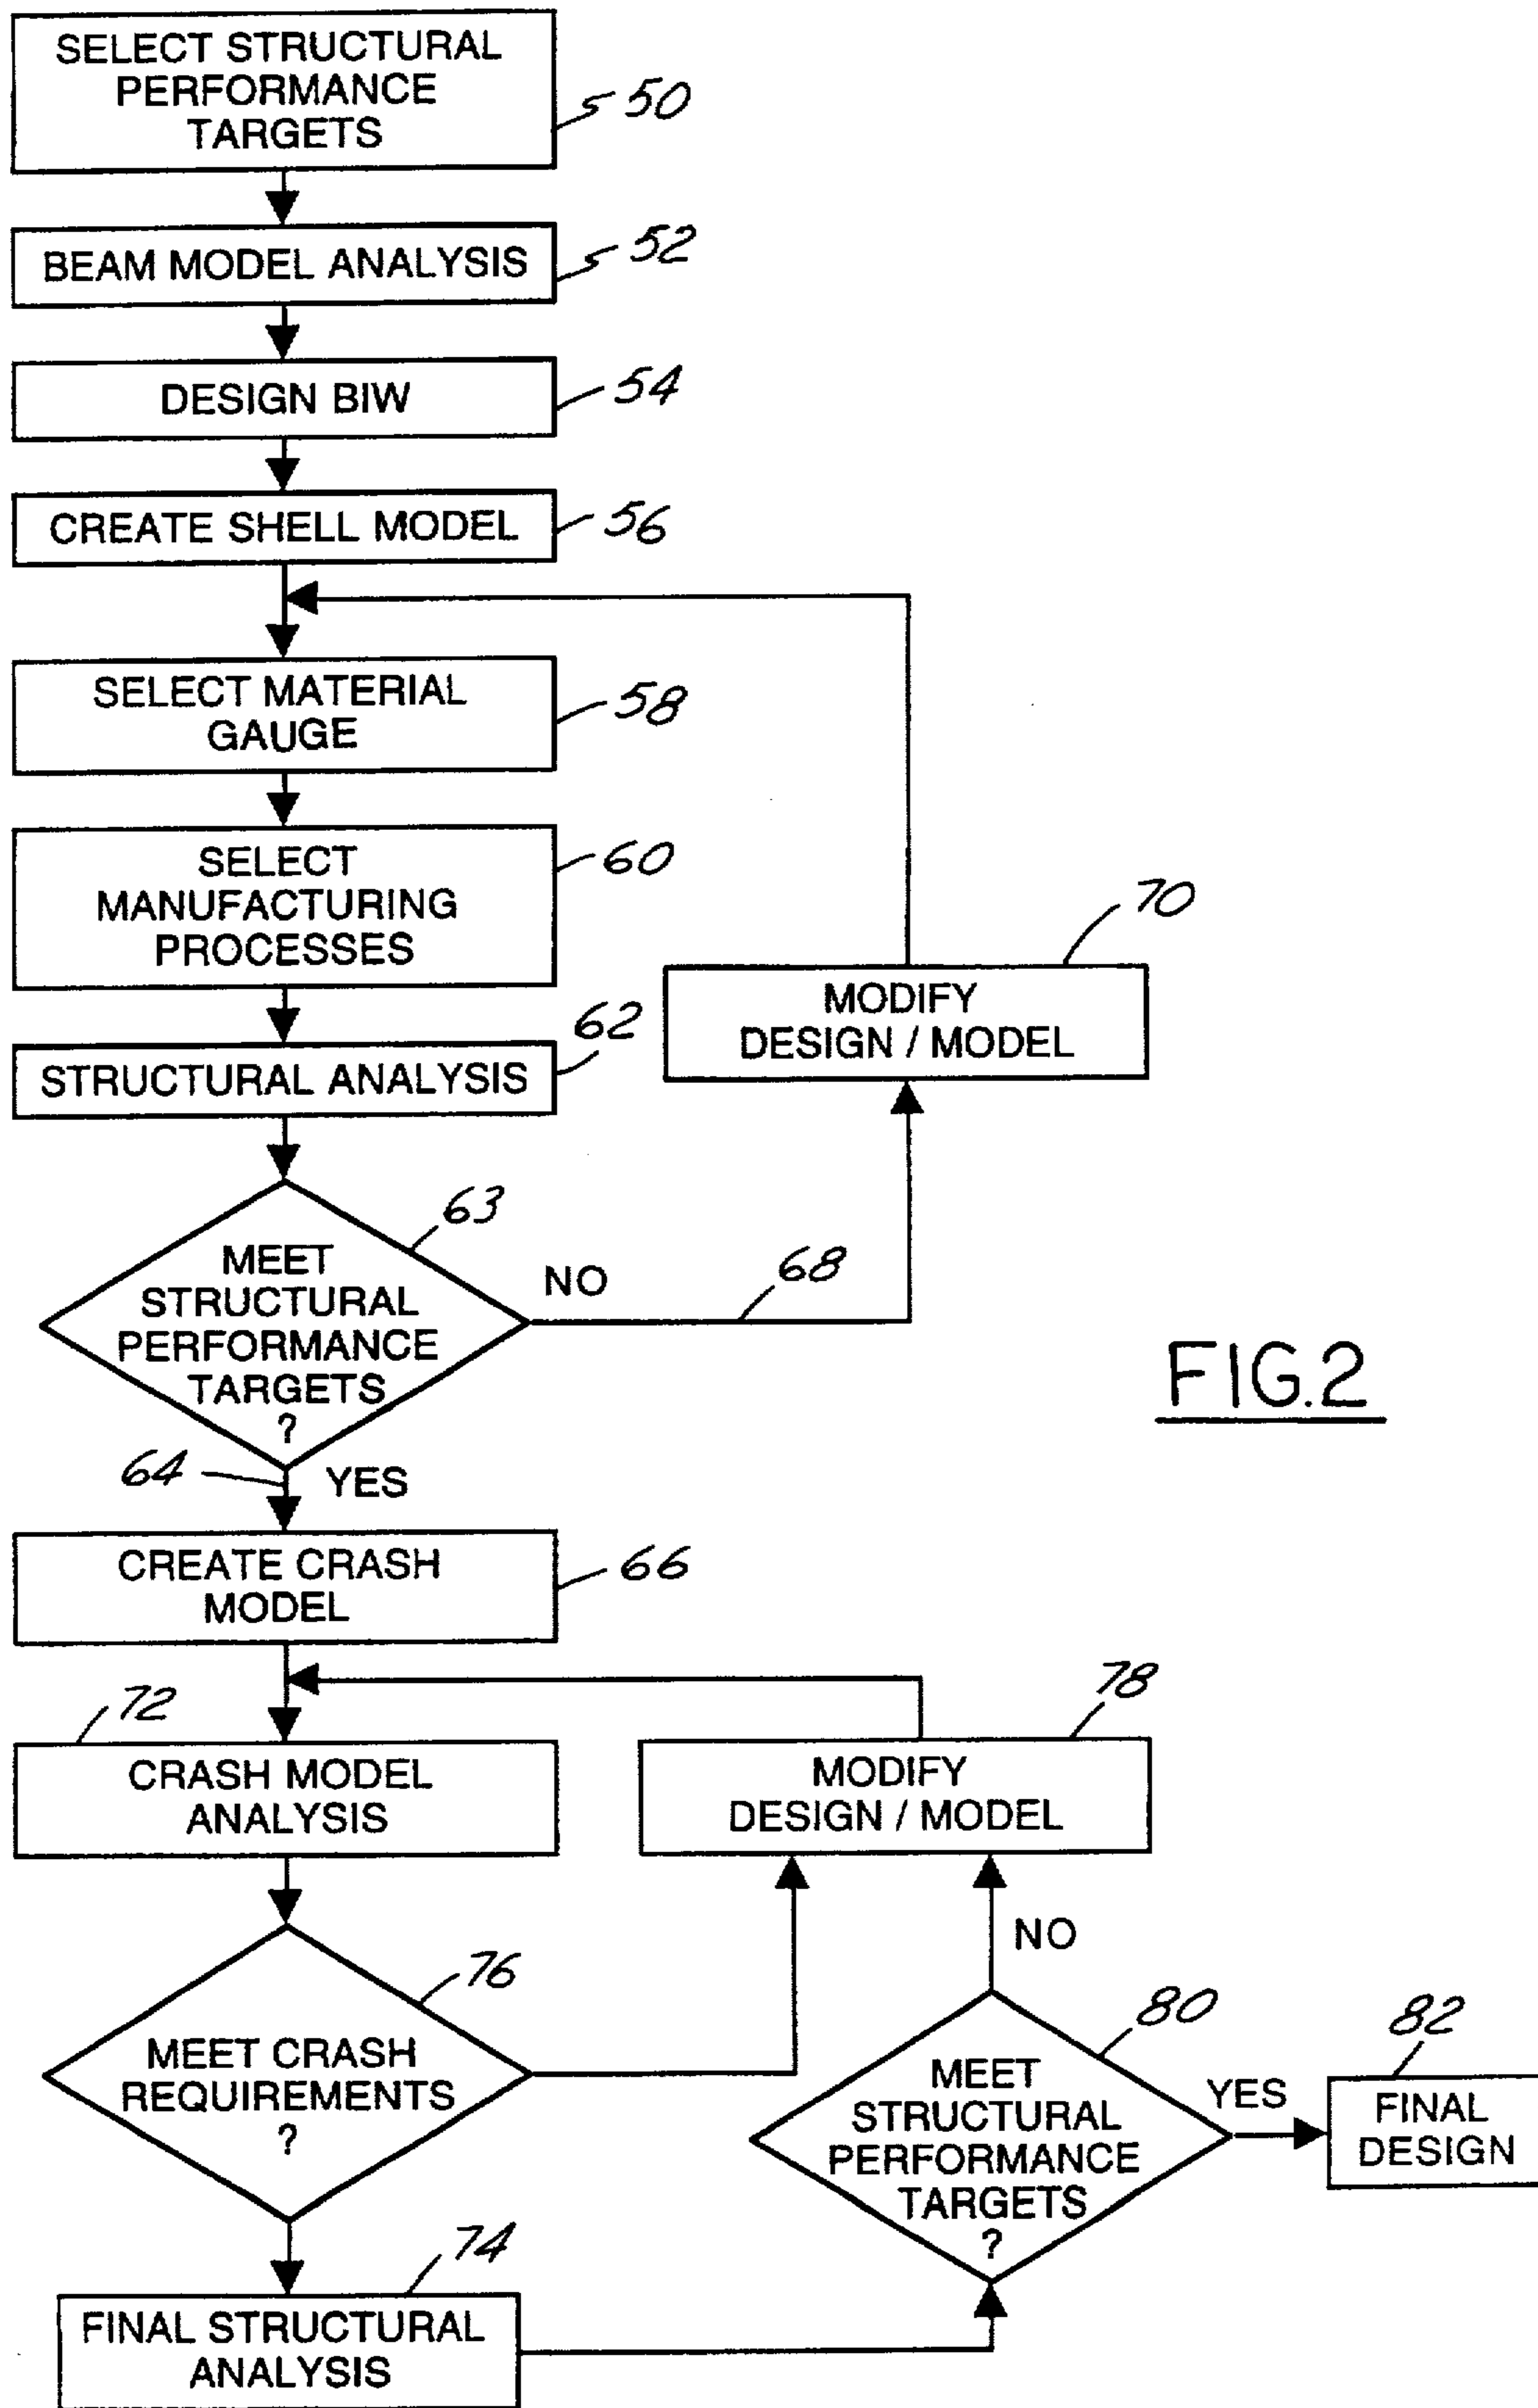 SELECT STRUCTURAL
PERFORMANCE
TARGETS
50
BEAM MODEL ANALYSIS
52
DESIGN BIW
54
CREATE SHELL MODEL
56
SELECT MATERIAL
GAUGE
58
SELECT
MANUFACTURING
PROCESSES
60
70
MODIFY
DESIGN / MODEL
STRUCTURAL ANALYSIS
62
63
MEET
STRUCTURAL
PERFORMANCE
TARGETS
?
NO
68
FIG.2
64
YES
CREATE CRASH
MODEL
66
72
CRASH MODEL
ANALYSIS
78
MODIFY
DESIGN / MODEL
76
MEET CRASH
REQUIREMENTS
?
NO
80
MEET
STRUCTURAL
PERFORMANCE
TARGETS
?
YES
82
FINAL
DESIGN
74
FINAL STRUCTURAL
ANALYSIS